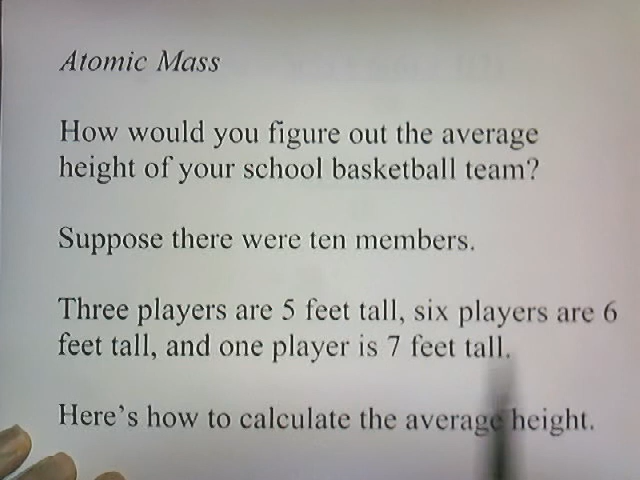 Atomic Mass
How would you figure out the average
height of your school basketball team?
Suppose there were ten members.
Three players are 5 feet tall, six players are 6
feet tall, and one player is 7 feet tall.
Here's how to calculate the average height.